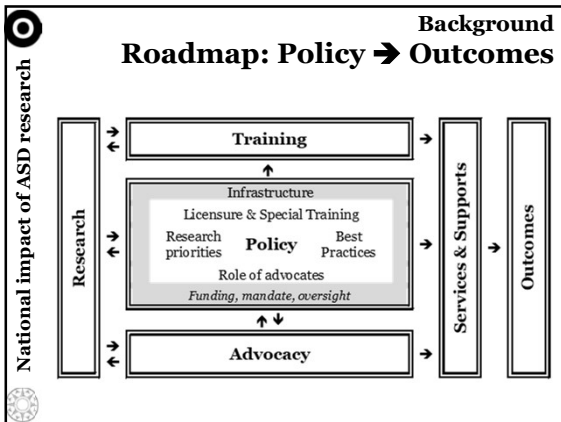 Background
Roadmap: Policy ➔ Outcomes
National impact of ASD research
Research
Training
Infrastructure
Licensure & Special Training
Research
priorities
Policy
Best
Practices
Role of advocates
Funding, mandate, oversight
Advocacy
Services & Supports
Outcomes